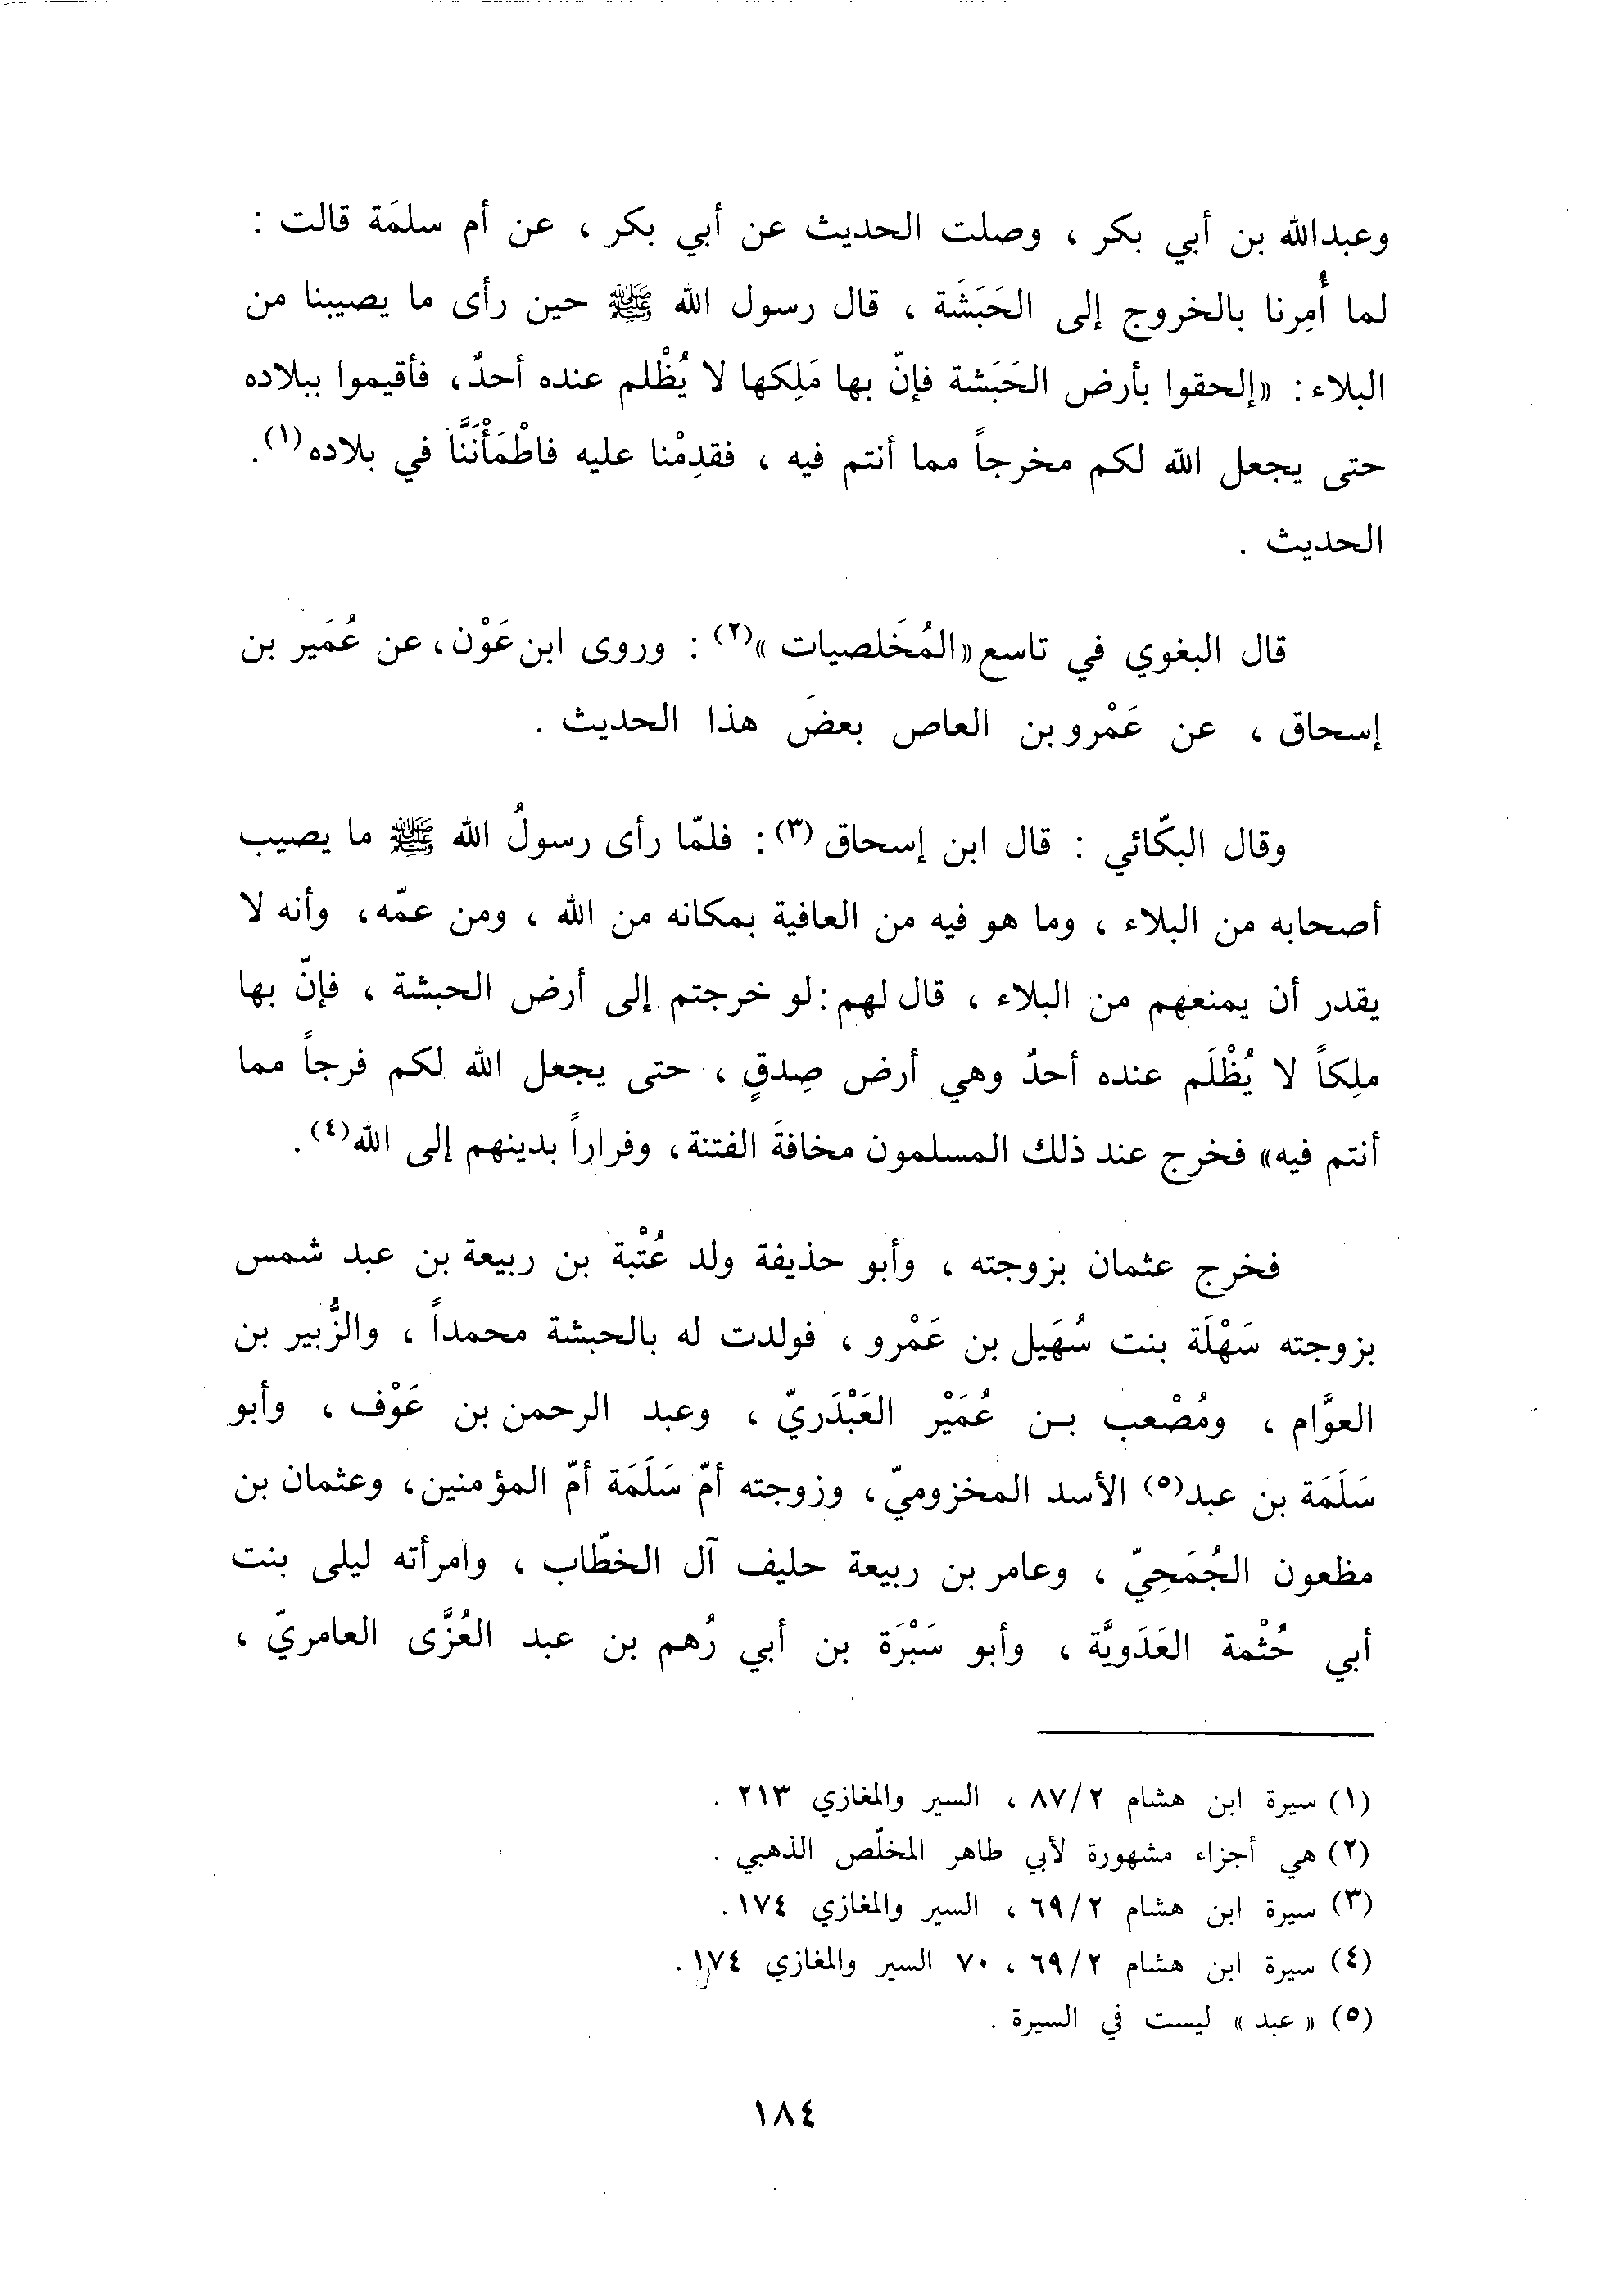 وعبدالله بن أبي بكر ، وصلت الحديث عن أبي بكر ، عن أم سلمَة قالت :
لما أُمِرنا بالخروج إلى الحَبَشَة ، قال رسول الله ﷺ حين رأى ما يصيبنا من
البلاء : «إلحقوا بأرض الحَبَشة فإنّ بها مَلِكها لا يُظْلم عنده أحدٌ، فأقيموا ببلاده
حتى يجعل الله لكم مخرجاً مما أنتم فيه ، فقدِمْنا عليه فاطْمَأْنَنَّا في بلاده(١).
الحديث .
قال البغوي في تاسع «المُخَلصيات »(٢) : وروى ابن عَوْن، عن عُمَير بن
إسحاق ، عن عَمْرو بن العاص بعضَ هذا الحديث .
وقال البكّائي : قال ابن إسحاق (٣): فلمّا رأى رسولُ الله ﷺ ما يصيب
أصحابه من البلاء ، وما هو فيه من العافية بمكانه من الله ، ومن عمّه، وأنه لا
يقدر أن يمنعهم من البلاء ، قال لهم: لو خرجتم إلى أرض الحبشة ، فإنّ بها
ملِكاً لا يُظْلَم عنده أحدٌ وهي أرض صِدقٍ ، حتى يجعل الله لكم فرجاً مما
أنتم فيه» فخرج عند ذلك المسلمون مخافةَ الفتنة، وفراراً بدينهم إلى الله(٤).
فخرج عثمان بزوجته ، وأبو حذيفة ولد عُتْبة بن ربيعة بن عبد شمس
بزوجته سَهْلَة بنت سُهَيل بن عَمْرو ، فولدت له بالحبشة محمداً ، والزُّبير بن
العوَّام ، ومُصْعب بـن عُمَيْر العَبْدَريّ ، وعبد الرحمن بن عَوْف ، وأبو
سَلَمَة بن عبد(٥) الأسد المخزوميّ، وزوجته أمّ سَلَمَة أمّ المؤمنين، وعثمان بن
مظعون الجُمَحِيّ ، وعامر بن ربيعة حليف آل الخطّاب ، وامرأته ليلى بنت
أبي حُثْمة العَدَويَّة ، وأبو سَبْرَة بن أبي رُهم بن عبد العُزَّى العامريّ ،
(١) سيرة ابن هشام ٨٧/٢ ، السير والمغازي ٢١٣ .
(٢) هي أجزاء مشهورة لأبي طاهر المخلّص الذهبي .
(٣) سيرة ابن هشام ٦٩/٢ ، السير والمغازي ١٧٤.
(٤) سيرة ابن هشام ٦٩/٢ ، ٧٠ السير والمغازي ١٧٤.
(٥) «عبد» ليست في السيرة .
١٨٤